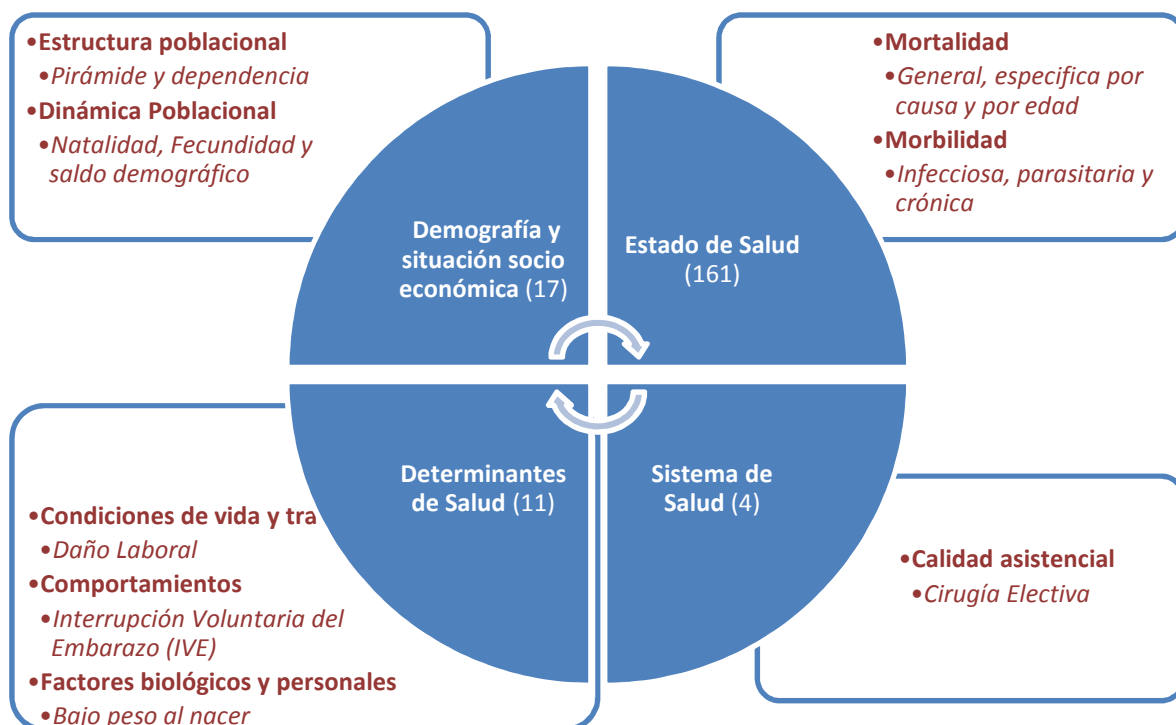 •Estructura poblacional
•Pirámide y dependencia
•Dinámica Poblacional
•Natalidad, Fecundidad y
saldo demográfico
•Mortalidad
•General, especifica por
causa y por edad
•Morbilidad
•Infecciosa, parasitaria y
crónica
Demografía y
situación socio
económica (17)
Estado de Salud
(161)
Determinantes
de Salud (11)
Sistema de
Salud (4)
•Condiciones de vida y tra
•Daño Laboral
•Comportamientos
•Interrupción Voluntaria del
Embarazo (IVE)
•Factores biológicos y personales
•Bajo peso al nacer
•Calidad asistencial
•Cirugía Electiva